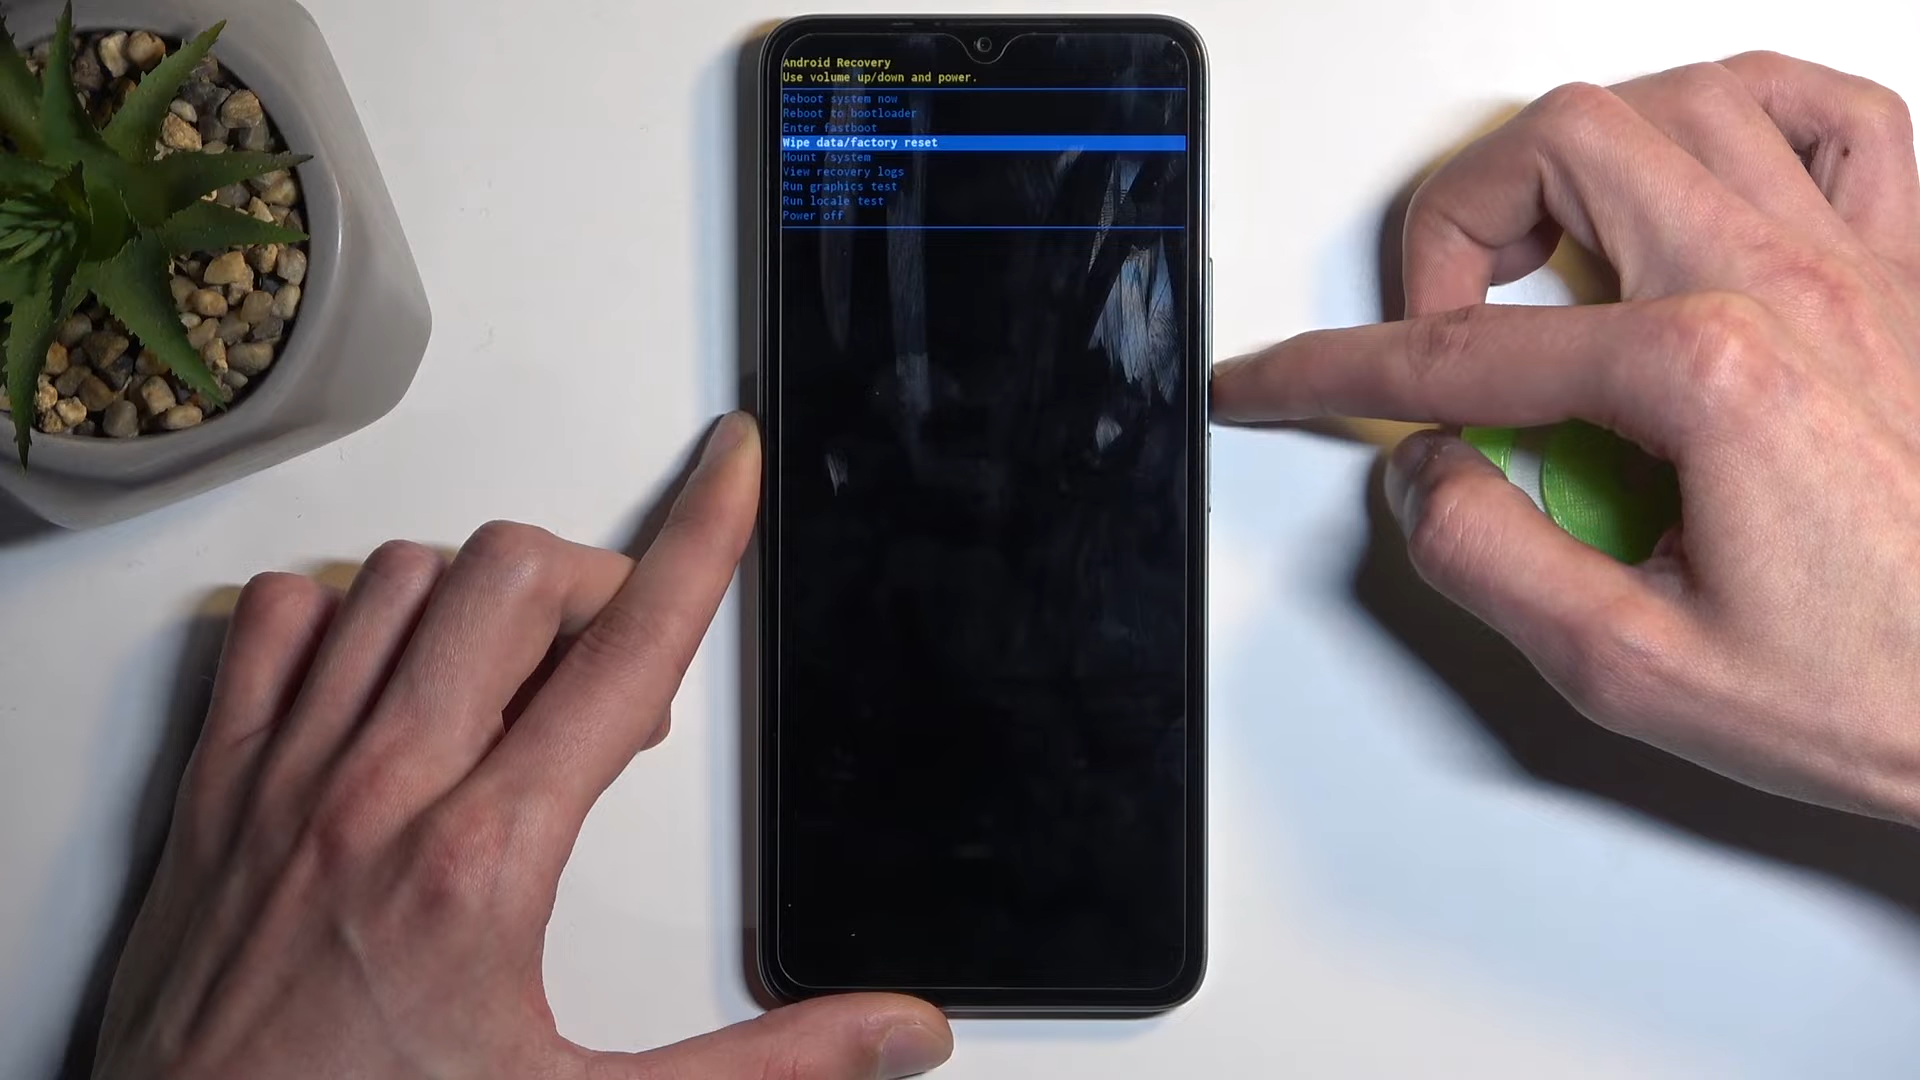 Android Recovery
Use volume up/down and power.
Reboot system now
Reboot to bootloader
Enter fastboot
Wipe data/factory reset
Mount /system
View recovery logs
Run graphics test
Run locale test
Power off